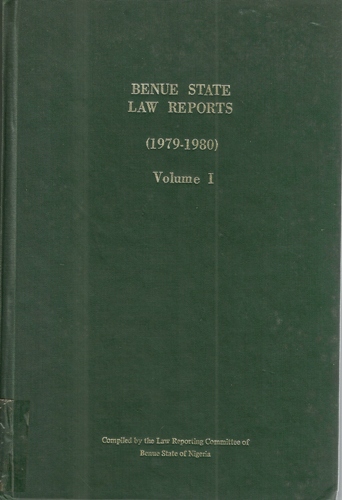 BENUE STATE
LAW REPORTS
(1979-1980)
Volume I
Compiled by the Law Reporting Committee of
Benue State of Nigeria